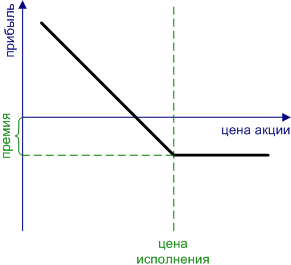 прибыль
цена акции
премия
цена
исполнения